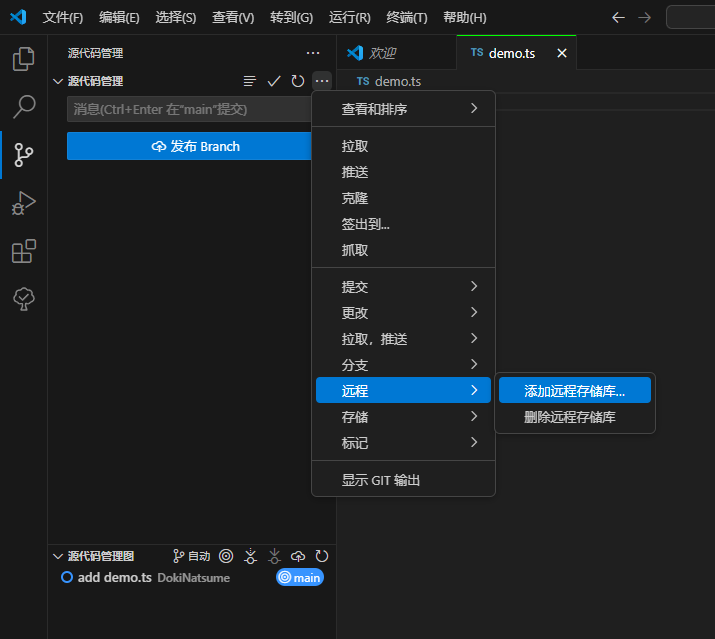 文件(F) 编辑(E) 选择(S) 查看(V) 转到(G) 运行(R) 终端(T) 帮助(H)
源代码管理
欢迎
TS demo.ts
源代码管理
TS demo.ts
消息(Ctrl+Enter 在"main"提交)
发布 Branch
查看和排序
拉取
推送
克隆
签出到...
抓取
提交
更改
拉取，推送
分支
远程
添加远程存储库...
存储
删除远程存储库
标记
显示 GIT 输出
源代码管理图
自动
add demo.ts DokiNatsume
main